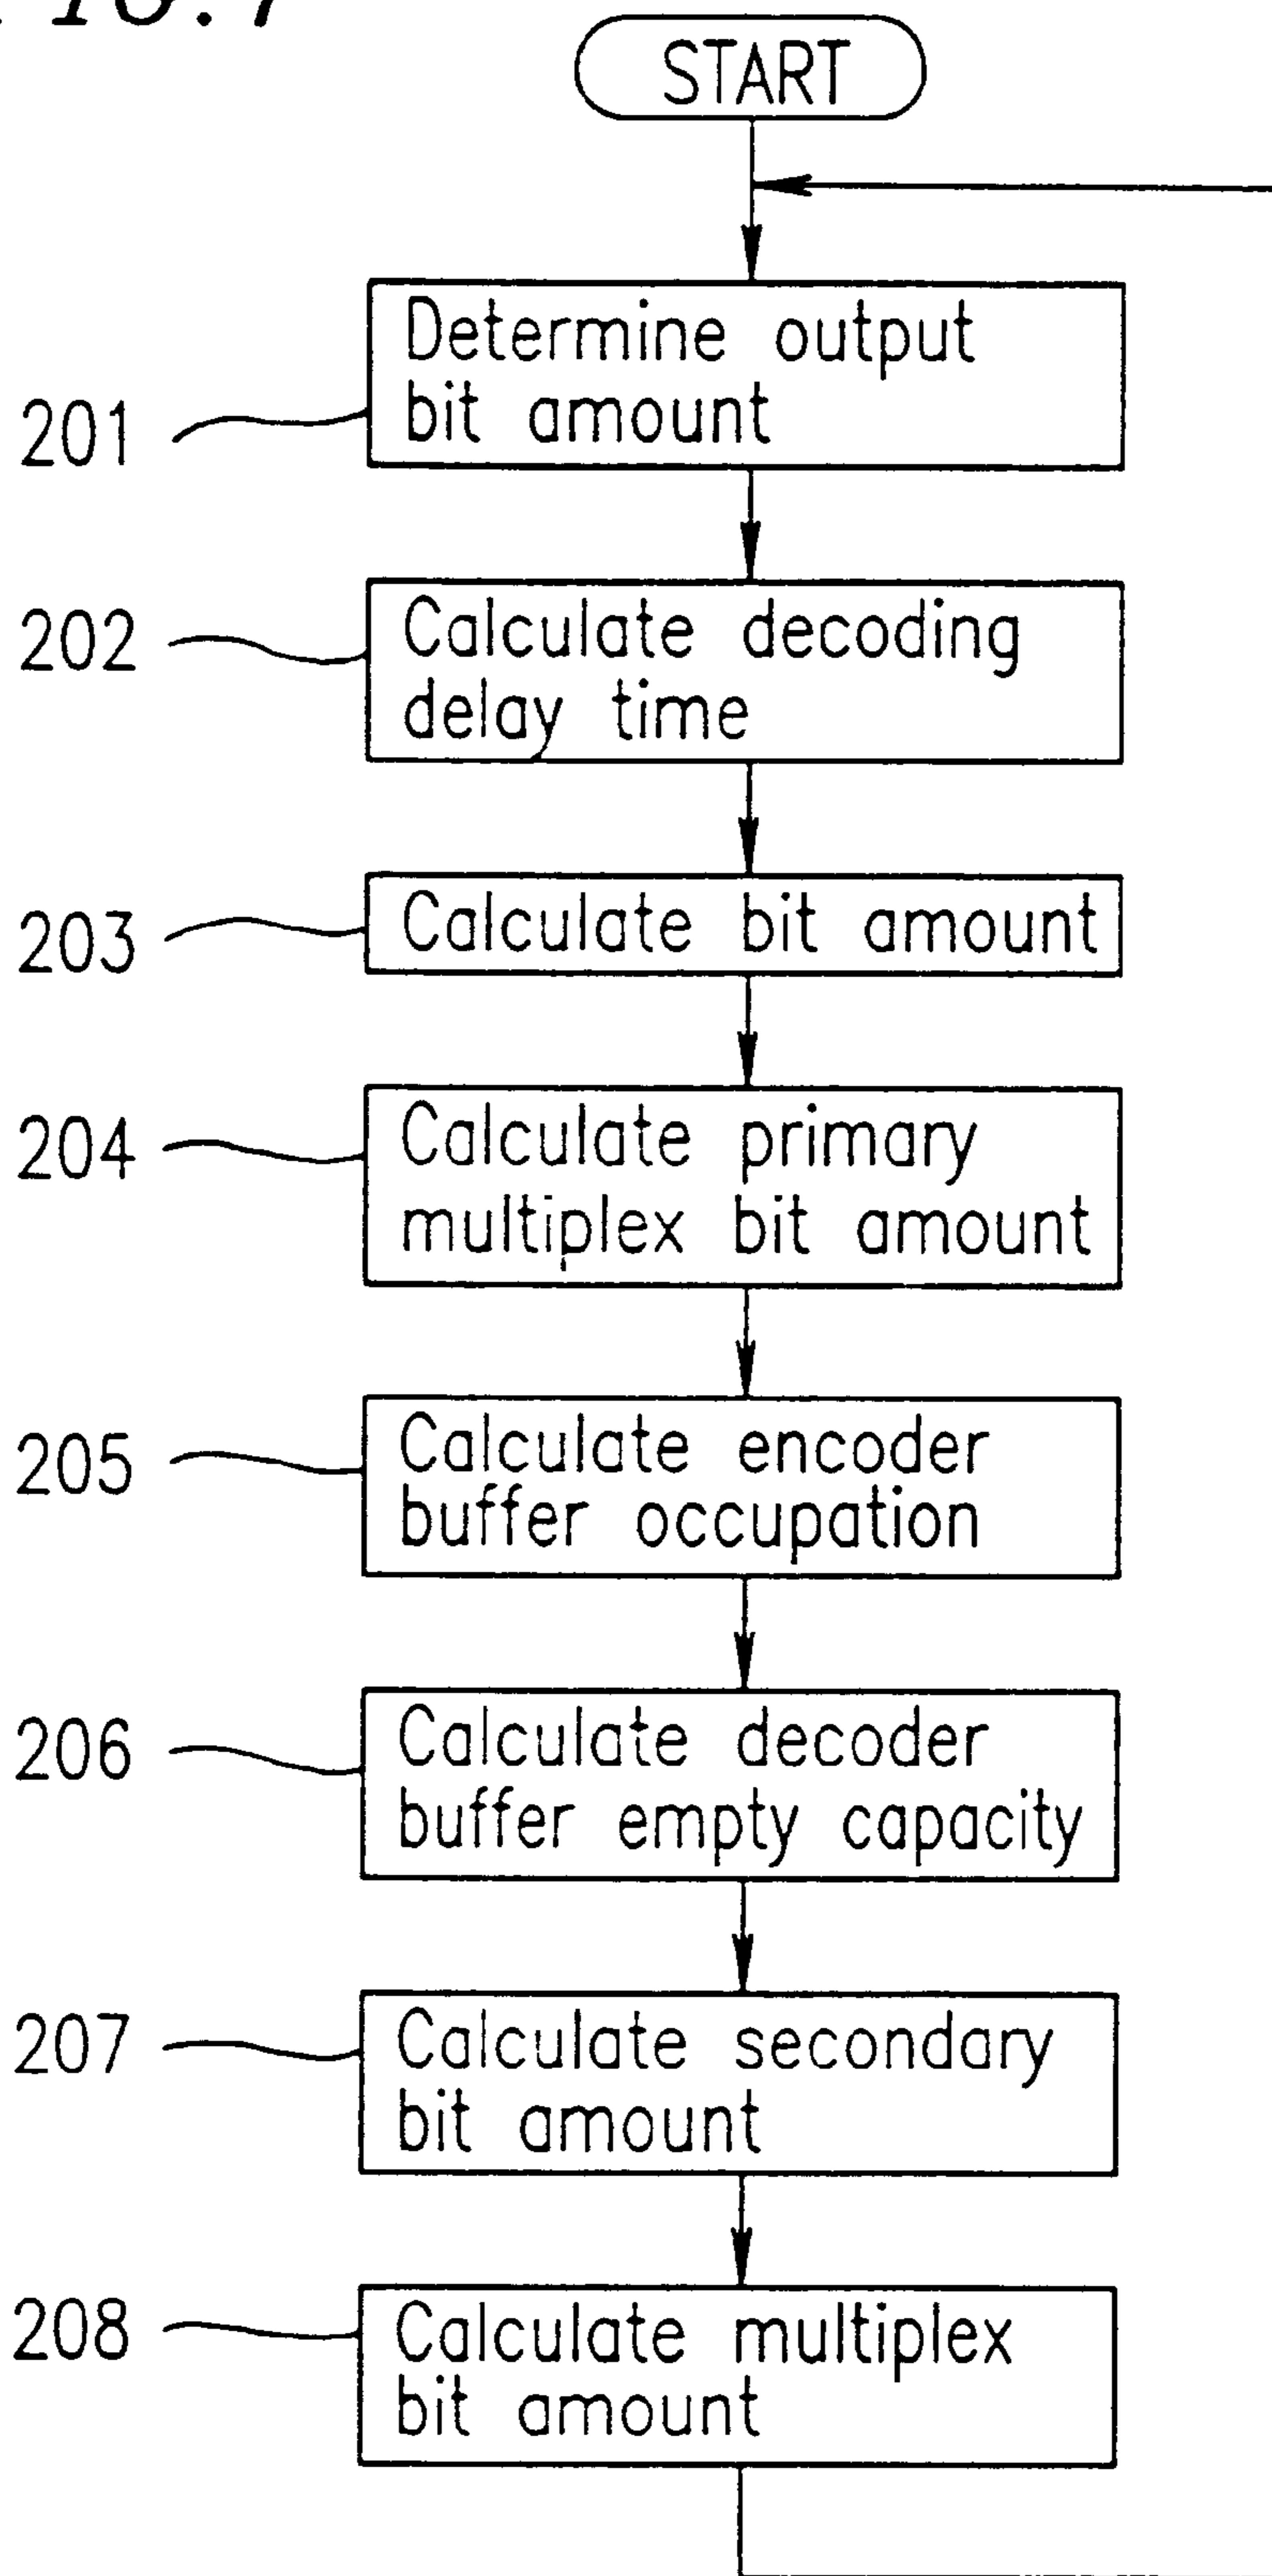 FIG. 7
START
Determine output
bit amount
201
Calculate decoding
delay time
202
Calculate bit amount
203
Calculate primary
multiplex bit amount
204
Calculate encoder
buffer occupation
205
Calculate decoder
buffer empty capacity
206
Calculate secondary
bit amount
207
Calculate multiplex
bit amount
208